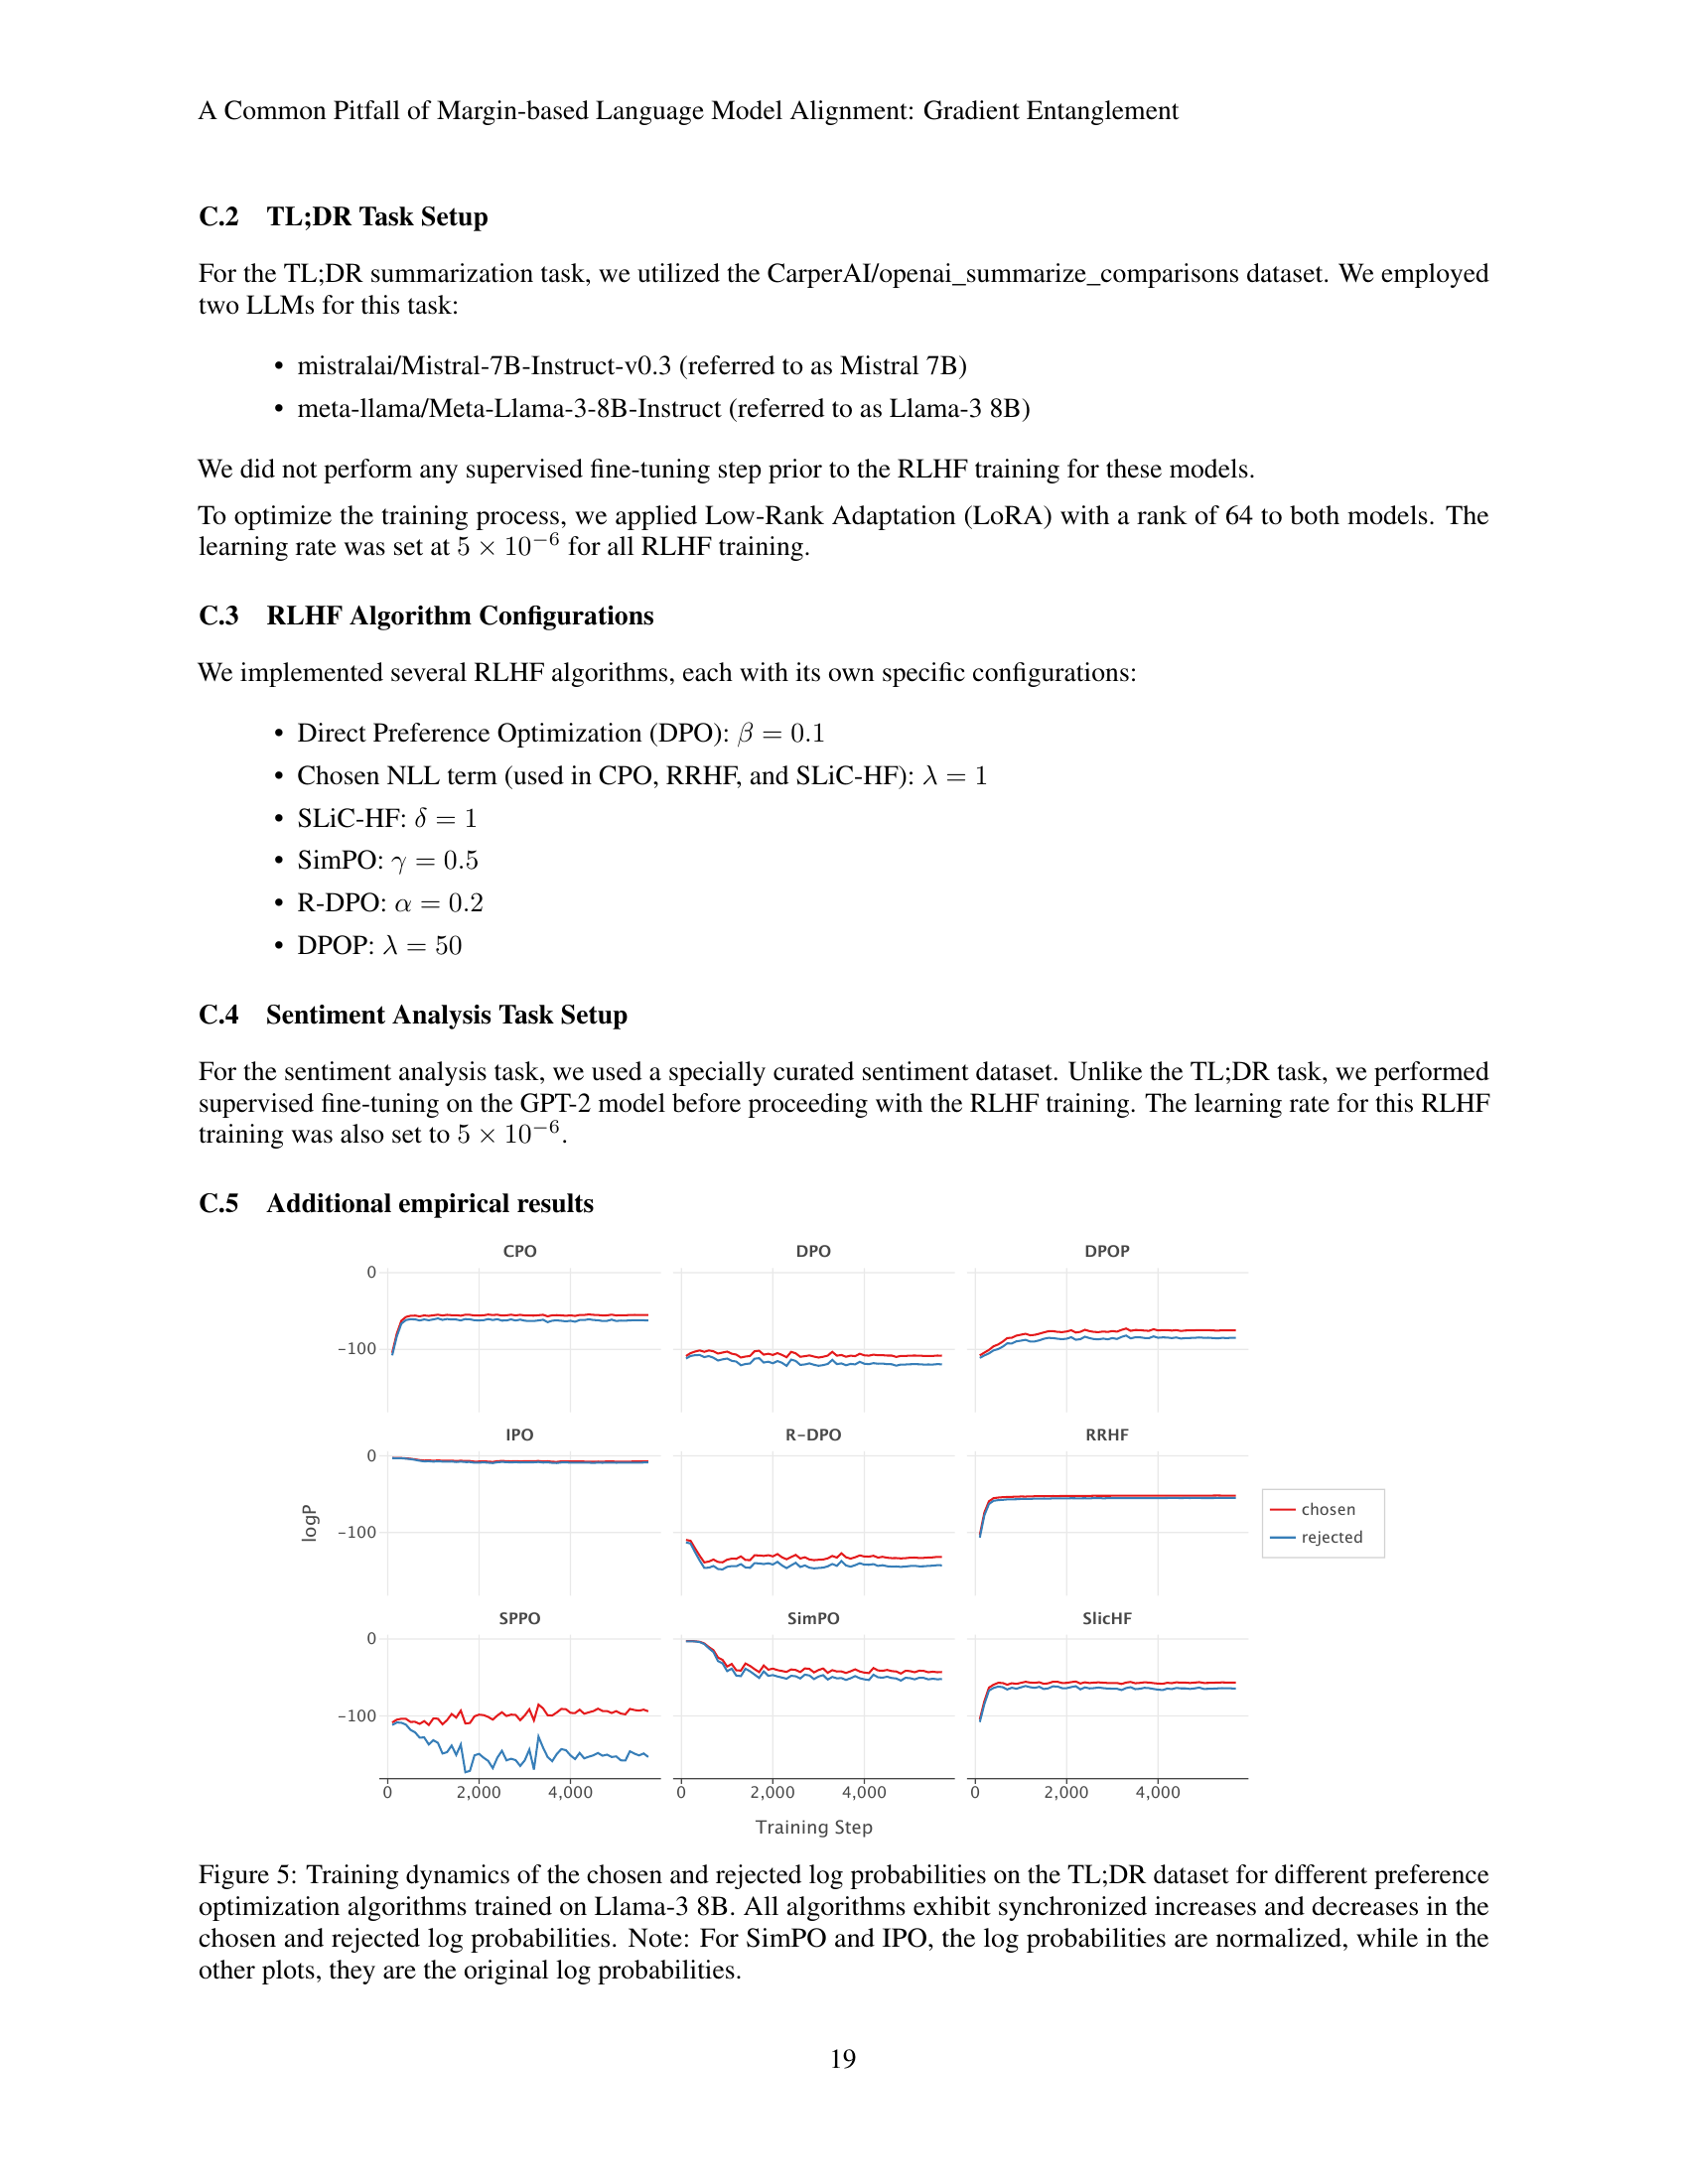 A Common Pitfall of Margin-based Language Model Alignment: Gradient Entanglement
C.2 TL;DR Task Setup
For the TL;DR summarization task, we utilized the CarperAI/openai_summarize_comparisons dataset. We employed
two LLMs for this task:
• mistralai/Mistral-7B-Instruct-v0.3 (referred to as Mistral 7B)
• meta-llama/Meta-Llama-3-8B-Instruct (referred to as Llama-3 8B)
We did not perform any supervised fine-tuning step prior to the RLHF training for these models.
To optimize the training process, we applied Low-Rank Adaptation (LoRA) with a rank of 64 to both models. The
learning rate was set at 5 × 10⁻⁶ for all RLHF training.
C.3 RLHF Algorithm Configurations
We implemented several RLHF algorithms, each with its own specific configurations:
• Direct Preference Optimization (DPO): β = 0.1
• Chosen NLL term (used in CPO, RRHF, and SLiC-HF): λ = 1
• SLiC-HF: δ = 1
• SimPO: γ = 0.5
• R-DPO: α = 0.2
• DPOP: λ = 50
C.4 Sentiment Analysis Task Setup
For the sentiment analysis task, we used a specially curated sentiment dataset. Unlike the TL;DR task, we performed
supervised fine-tuning on the GPT-2 model before proceeding with the RLHF training. The learning rate for this RLHF
training was also set to 5 × 10⁻⁶.
C.5 Additional empirical results
CPO DPO DPOP
0
−100
IPO R−DPO RRHF
0
−100
logP
chosen
rejected
SPPO SimPO SlicHF
0
−100
0 2,000 4,000 0 2,000 4,000 0 2,000 4,000
Training Step
Figure 5: Training dynamics of the chosen and rejected log probabilities on the TL;DR dataset for different preference
optimization algorithms trained on Llama-3 8B. All algorithms exhibit synchronized increases and decreases in the
chosen and rejected log probabilities. Note: For SimPO and IPO, the log probabilities are normalized, while in the
other plots, they are the original log probabilities.
19